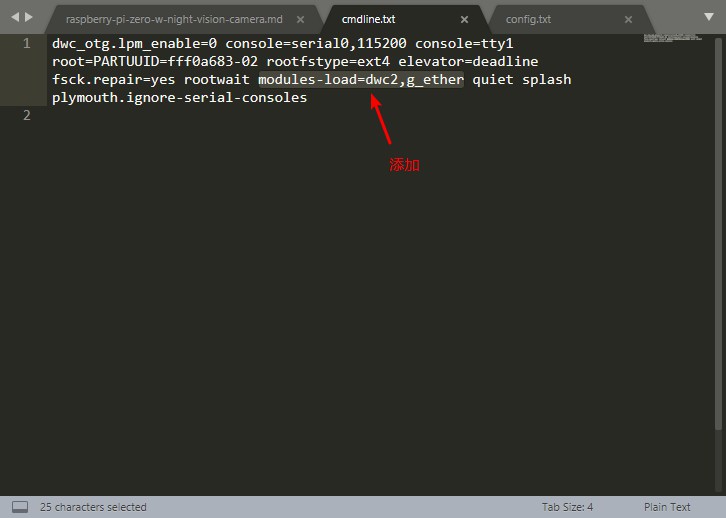 raspberry-pi-zero-w-night-vision-camera.md
cmdline.txt
config.txt
1
dwc_otg.lpm_enable=0 console=serial0,115200 console=tty1
root=PARTUUID=fff0a683-02 rootfstype=ext4 elevator=deadline
fsck.repair=yes rootwait modules-load=dwc2,g_ether quiet splash
plymouth.ignore-serial-consoles
2
添加
25 characters selected
Tab Size: 4
Plain Text